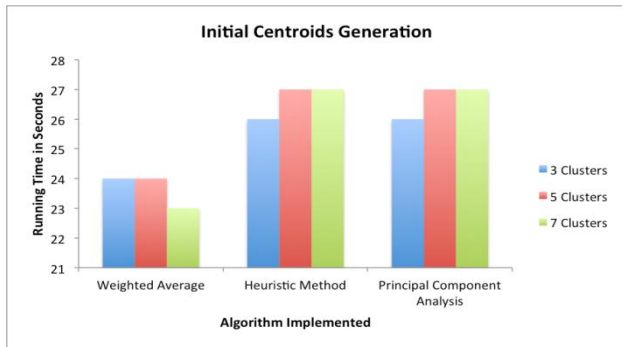 Initial Centroids Generation
Running Time in Seconds
28
27
26
25
24
23
22
21
Weighted Average
Heuristic Method
Principal Component
Analysis
Algorithm Implemented
3 Clusters
5 Clusters
7 Clusters